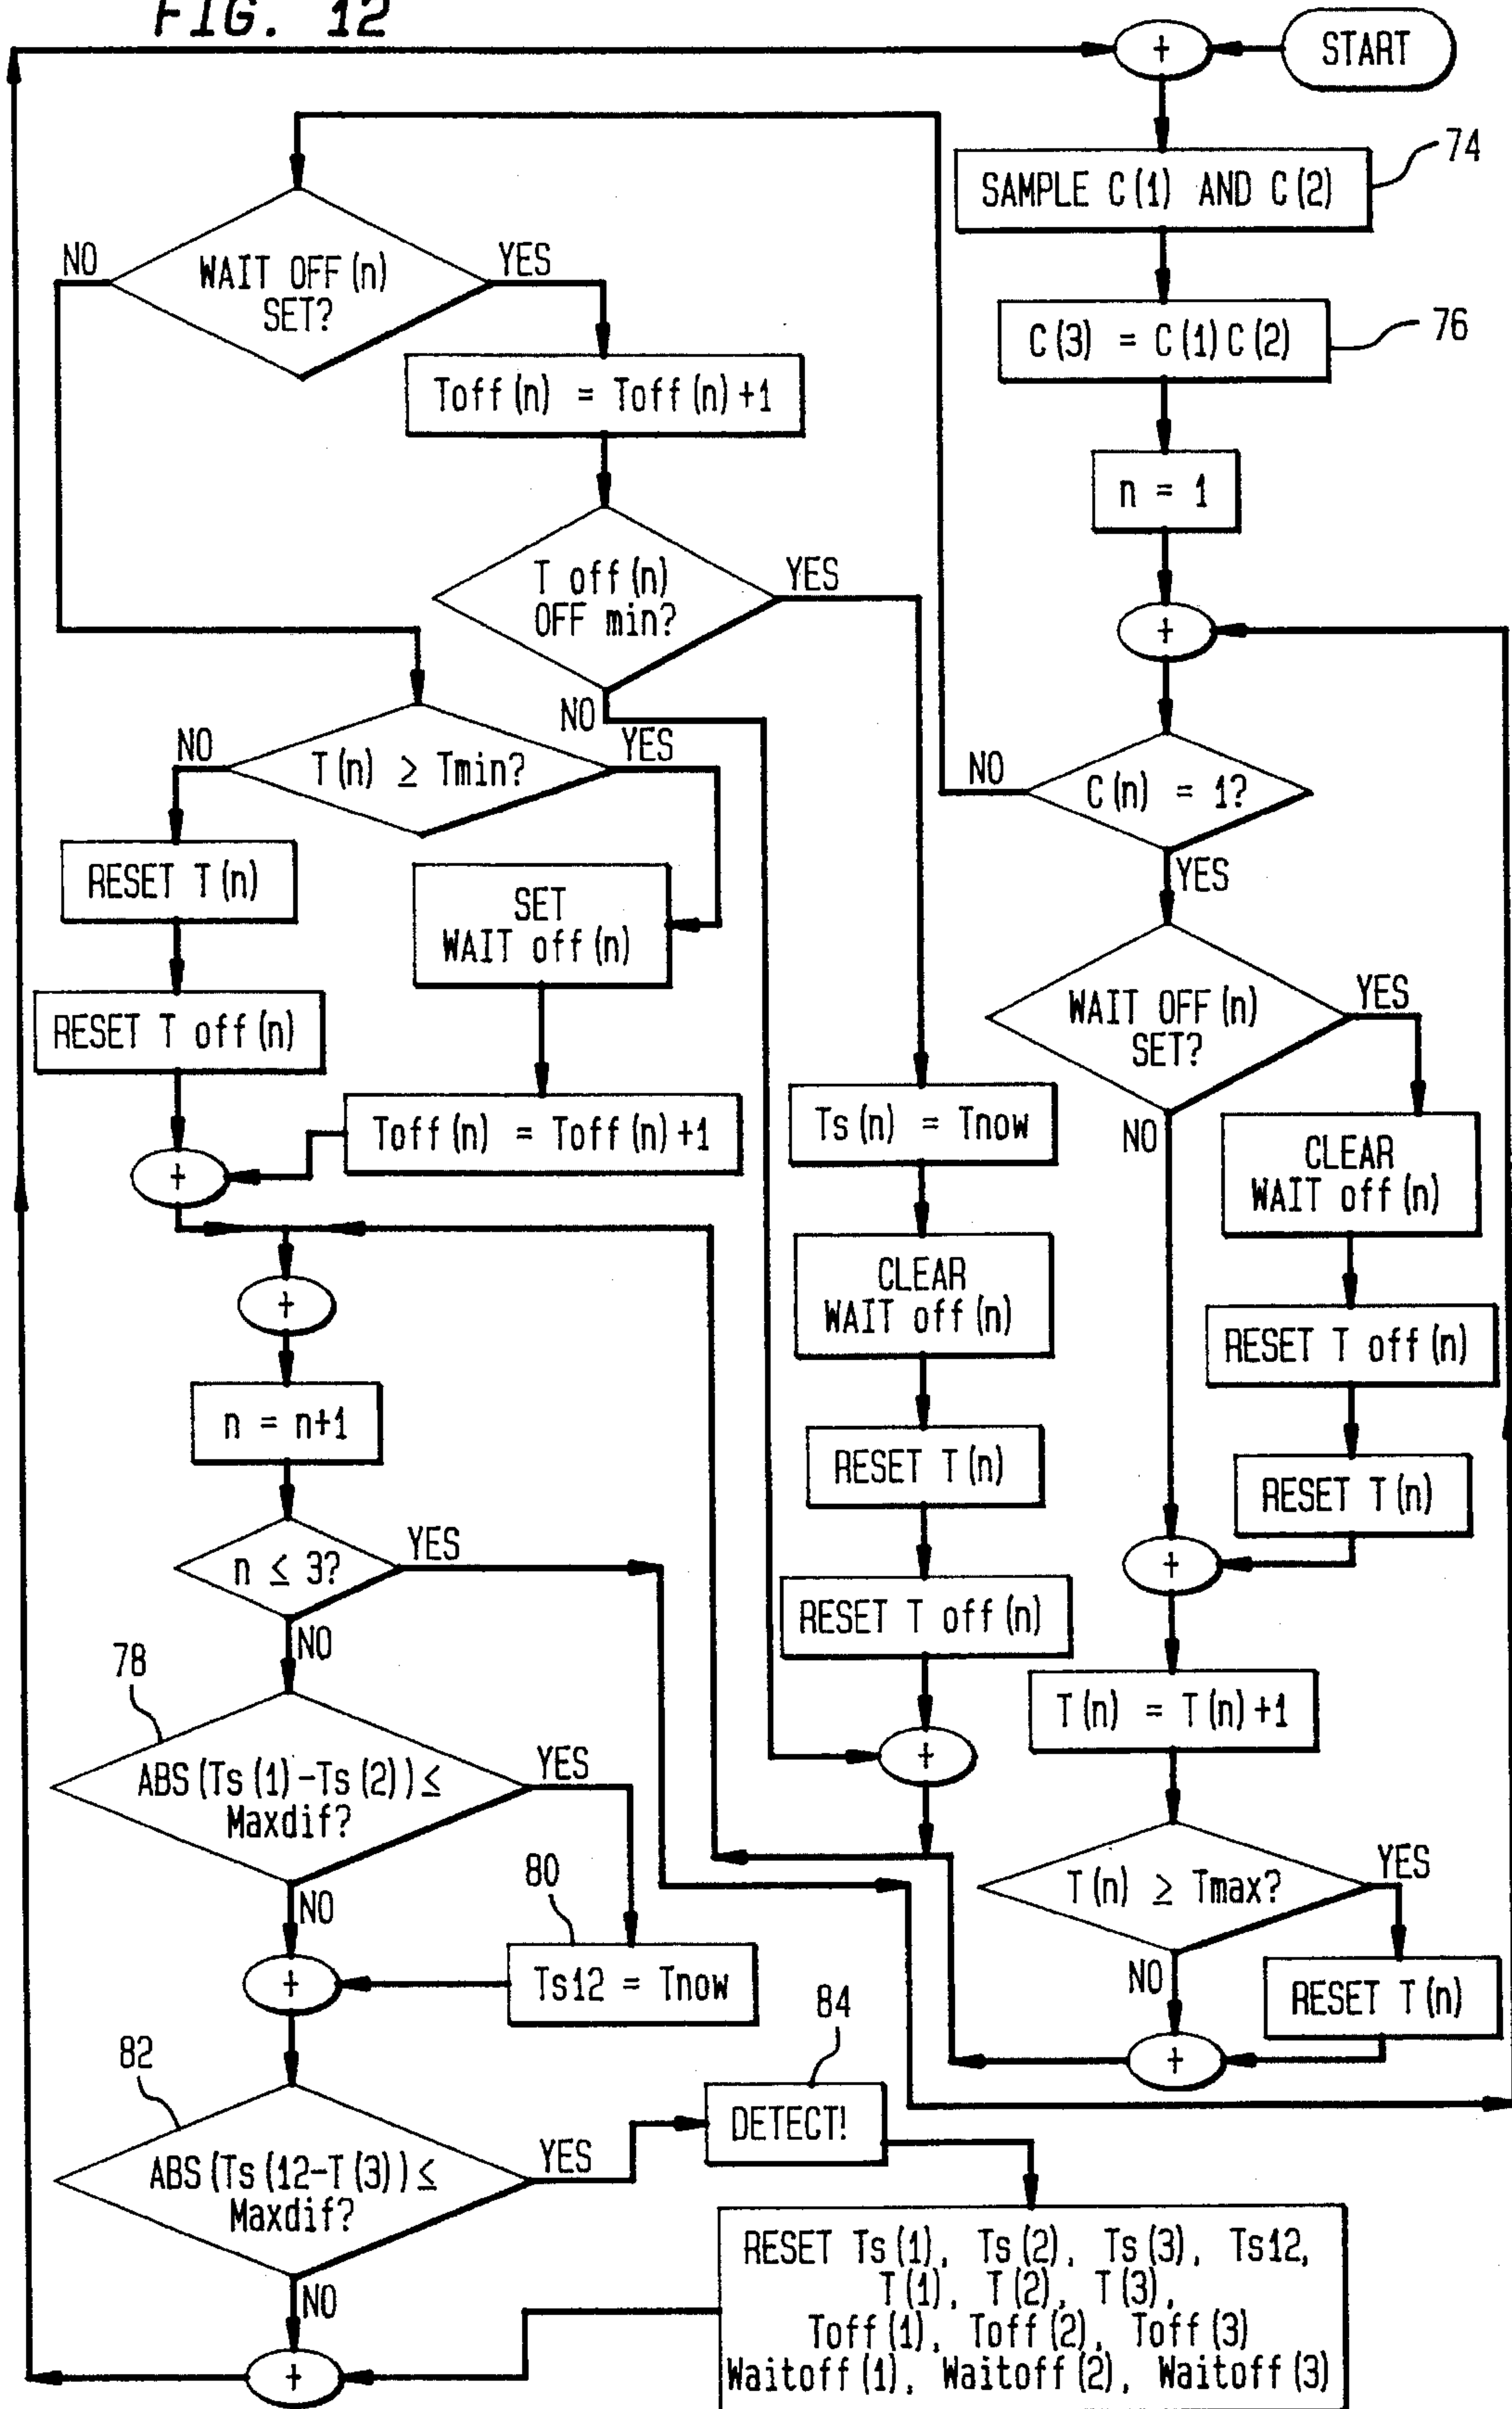 FIG. 12
START
+
SAMPLE C(1) AND C(2)
74
C(3) = C(1)C(2)
76
n = 1
+
C(n) = 1?
NO
YES
WAIT OFF(n)
SET?
YES
NO
CLEAR
WAIT off(n)
RESET T off(n)
RESET T(n)
+
T(n) = T(n)+1
T(n) ≥ Tmax?
YES
NO
RESET T(n)
+
WAIT OFF(n)
SET?
NO
YES
Toff(n) = Toff(n)+1
T off(n)
OFF min?
YES
NO
Ts(n) = Tnow
CLEAR
WAIT off(n)
RESET T(n)
RESET T off(n)
+
T(n) ≥ Tmin?
NO
YES
RESET T(n)
RESET T off(n)
SET
WAIT off(n)
Toff(n) = Toff(n)+1
+
+
n = n+1
n ≤ 3?
YES
NO
78
ABS(Ts(1)-Ts(2))≤
Maxdif?
YES
NO
80
Ts12 = Tnow
+
82
ABS(Ts(12-T(3))≤
Maxdif?
YES
NO
84
DETECT!
RESET Ts(1), Ts(2), Ts(3), Ts12,
T(1), T(2), T(3),
Toff(1), Toff(2), Toff(3)
Waitoff(1), Waitoff(2), Waitoff(3)
+